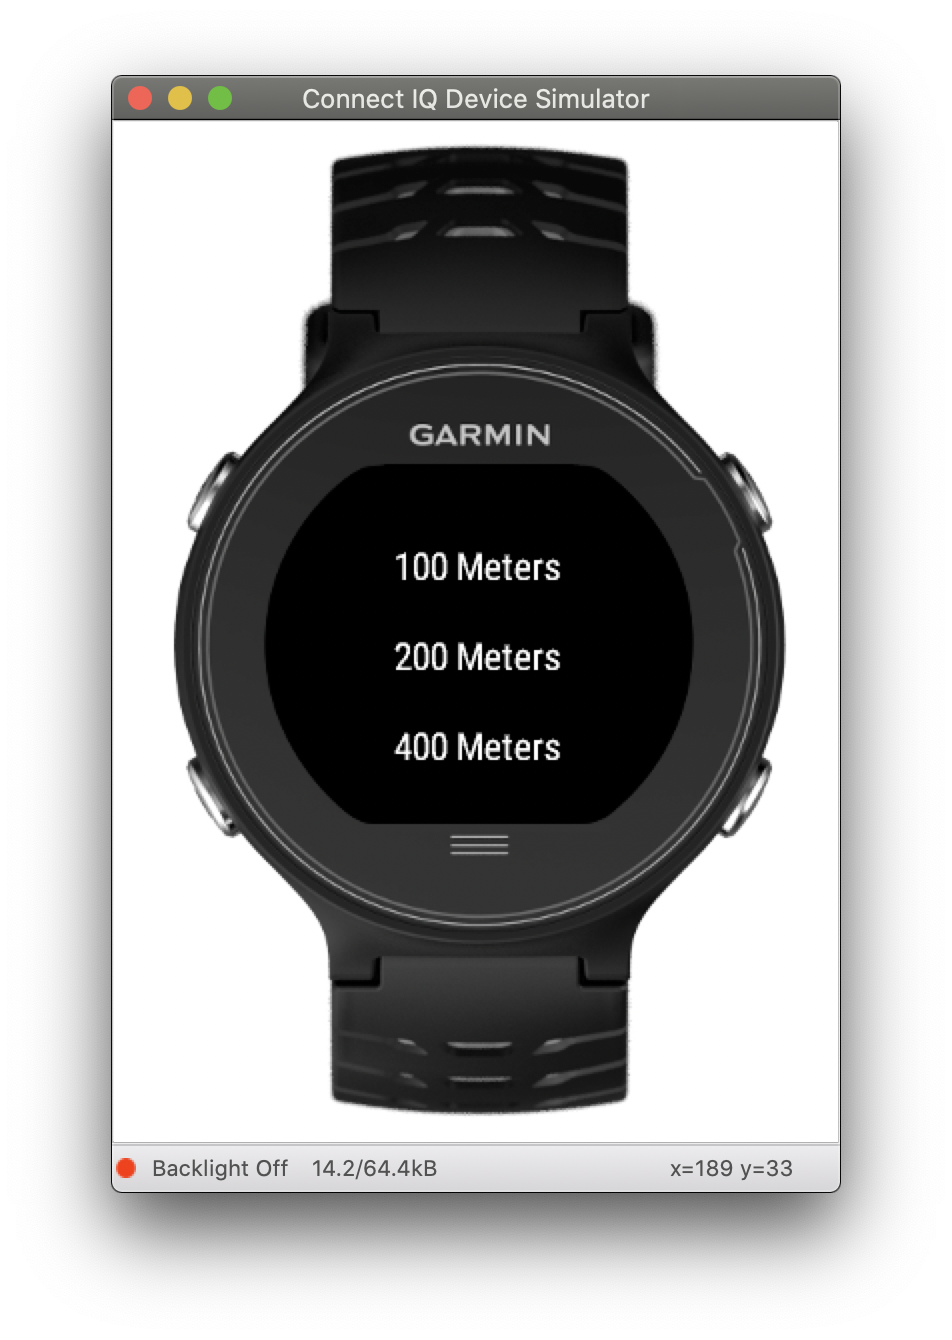 Connect IQ Device Simulator
GARMIN
100 Meters
200 Meters
400 Meters
Backlight Off 14.2/64.4kB x=189 y=33